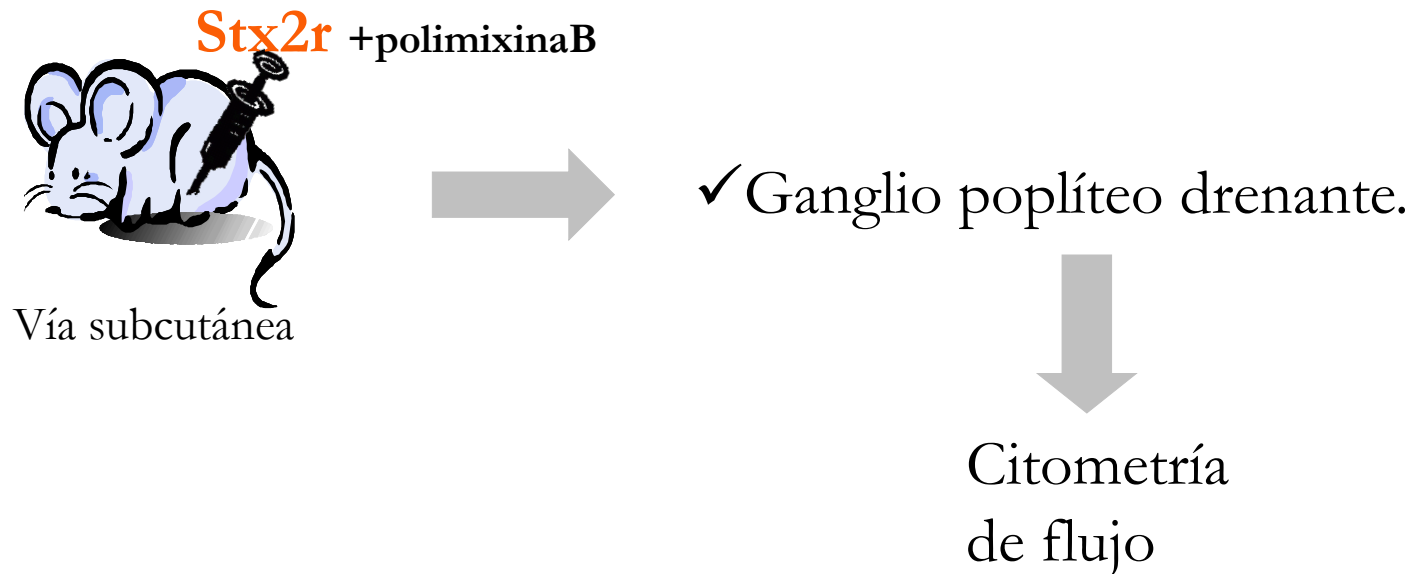 Stx2r +polimixinaB
✓Ganglio poplíteo drenante.
Vía subcutánea
Citometría
de flujo